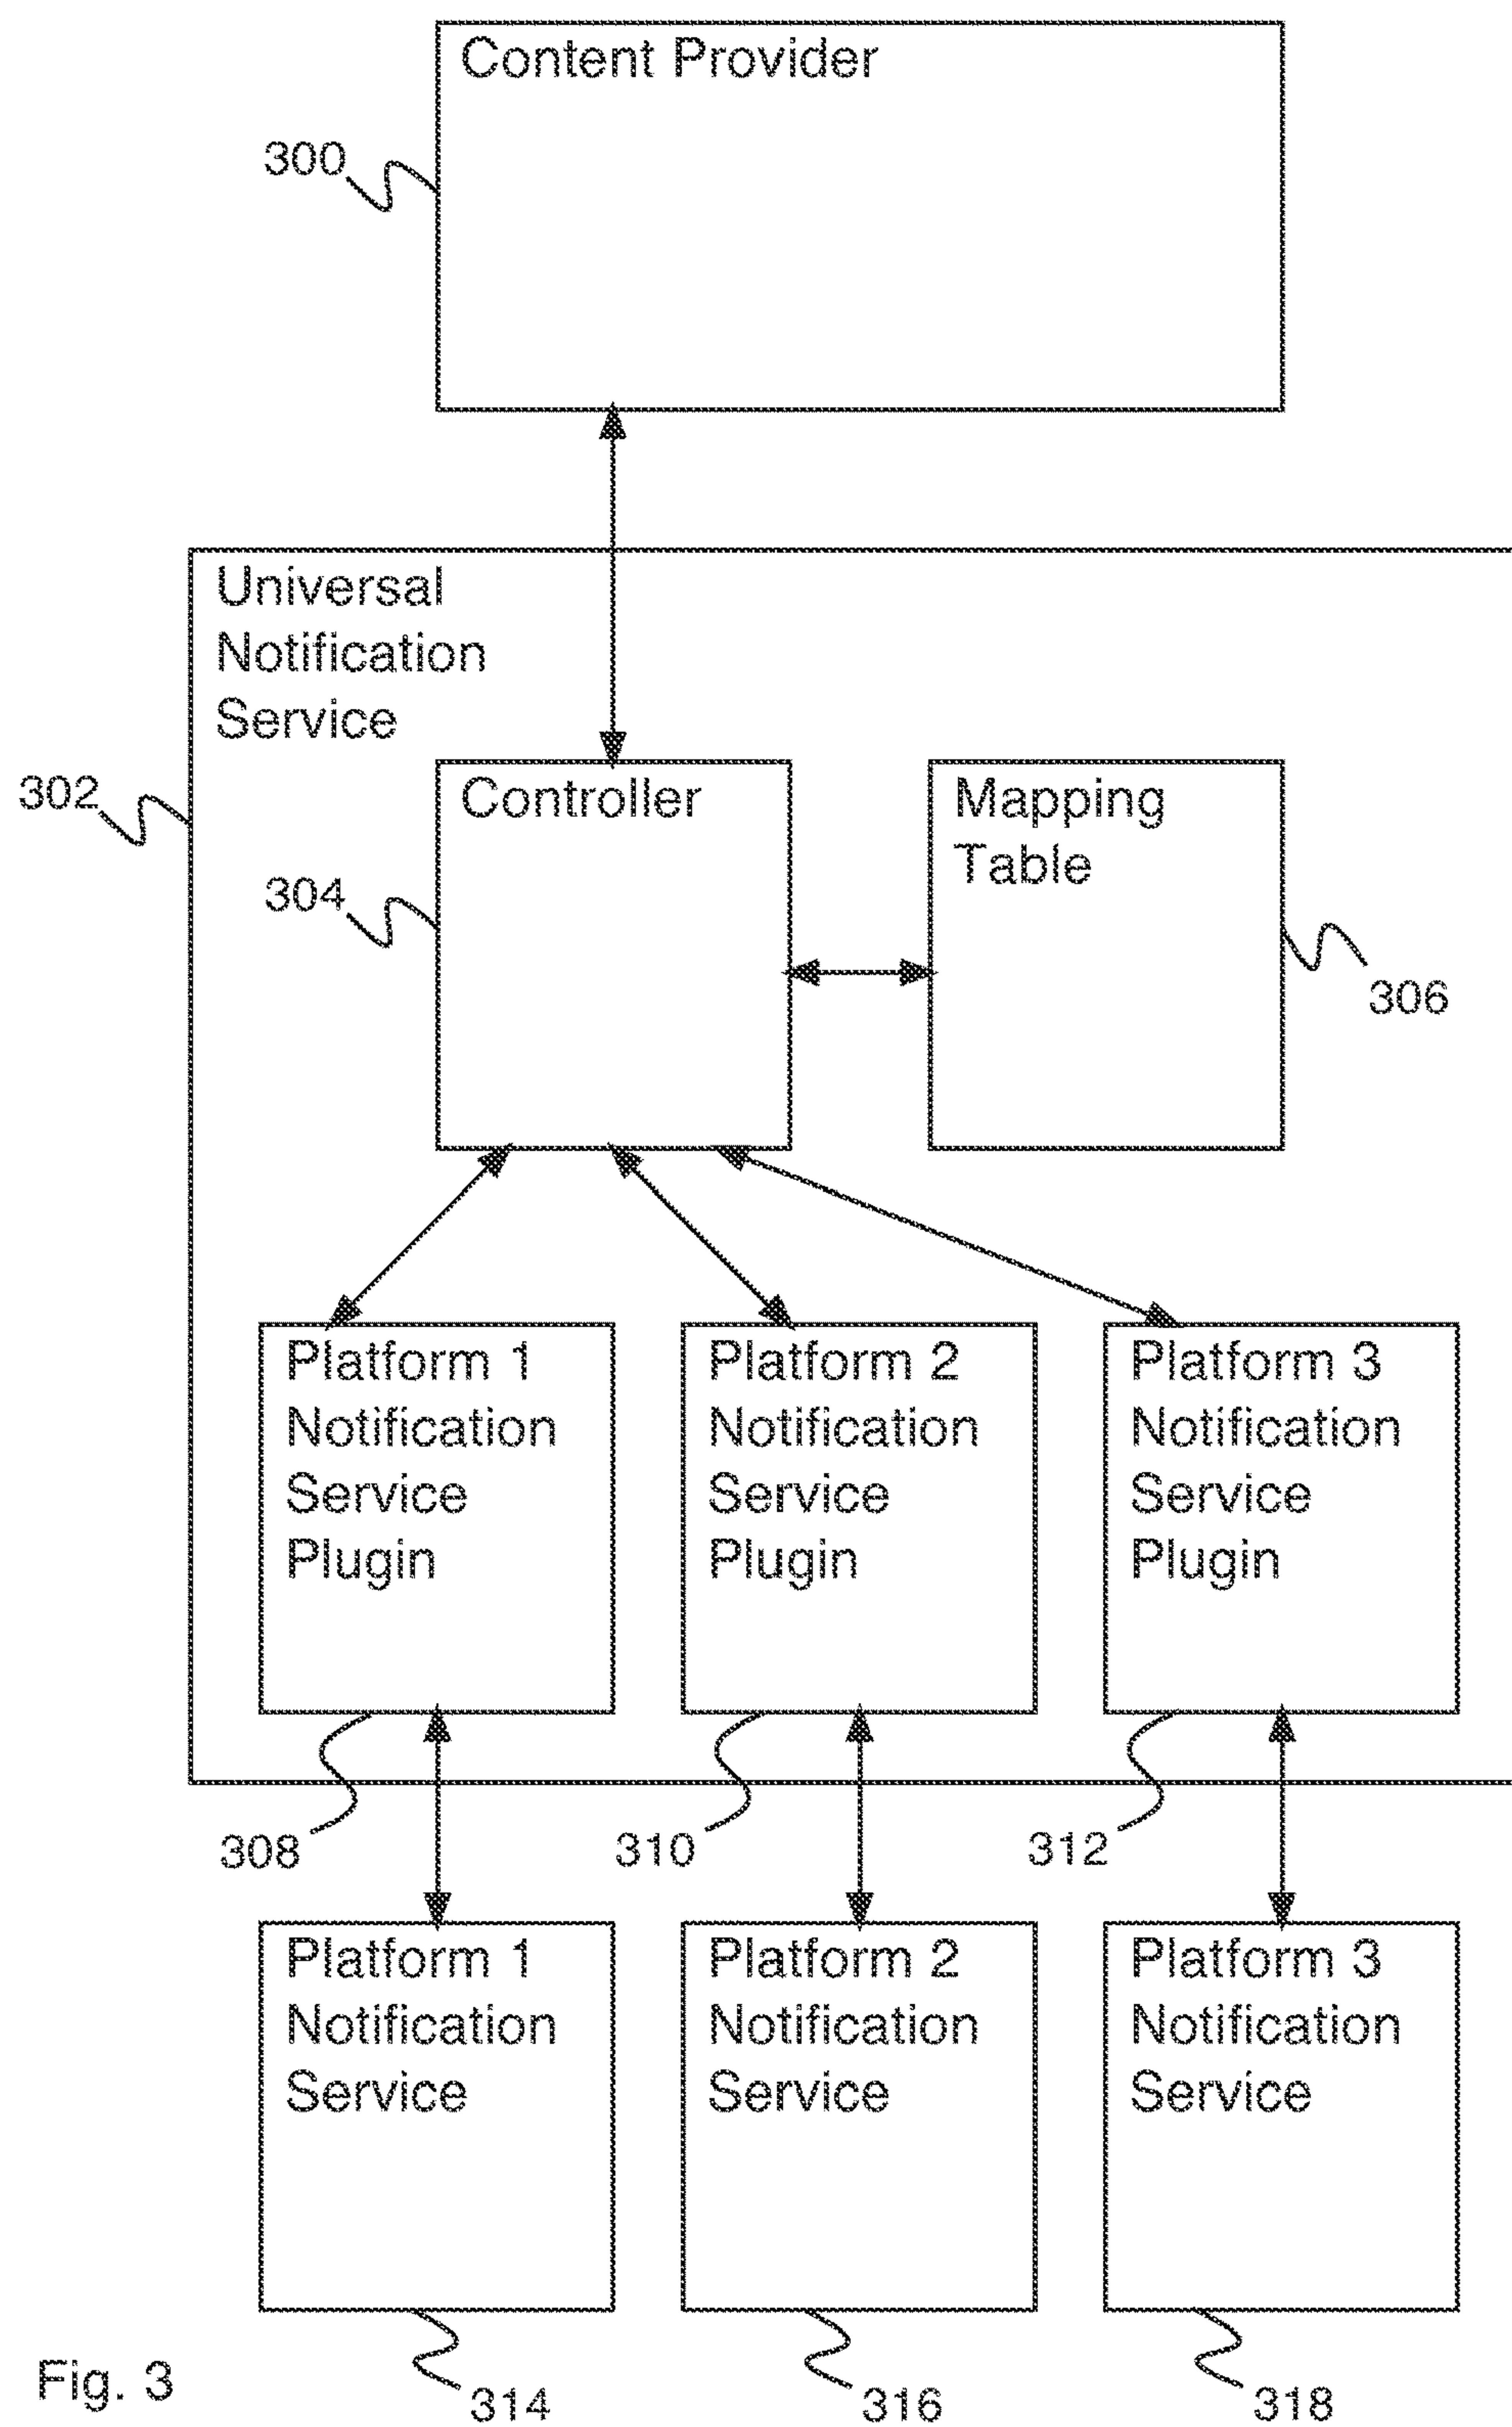 Content Provider
300
Universal
Notification
Service
302
Controller
304
Mapping
Table
306
Platform 1
Notification
Service
Plugin
Platform 2
Notification
Service
Plugin
Platform 3
Notification
Service
Plugin
308
310
312
Platform 1
Notification
Service
Platform 2
Notification
Service
Platform 3
Notification
Service
314
316
318
Fig. 3